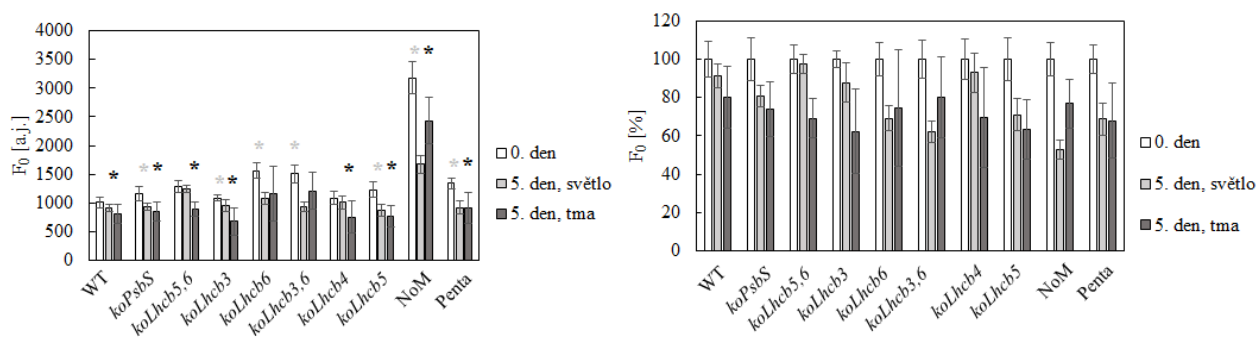 4000
3500
3000
2500
2000
1500
1000
500
0
F0 [a.j.]
* * * * * * * * * * * * * * * *
WT
koPsbS
koLhcb5,6
koLhcb3
koLhcb6
koLhcb3,6
koLhcb4
koLhcb5
NoM
Penta
0. den
5. den, světlo
5. den, tma
120
100
80
60
40
20
0
F0 [%]
WT
koPsbS
koLhcb5,6
koLhcb3
koLhcb6
koLhcb3,6
koLhcb4
koLhcb5
NoM
Penta
0. den
5. den, světlo
5. den, tma